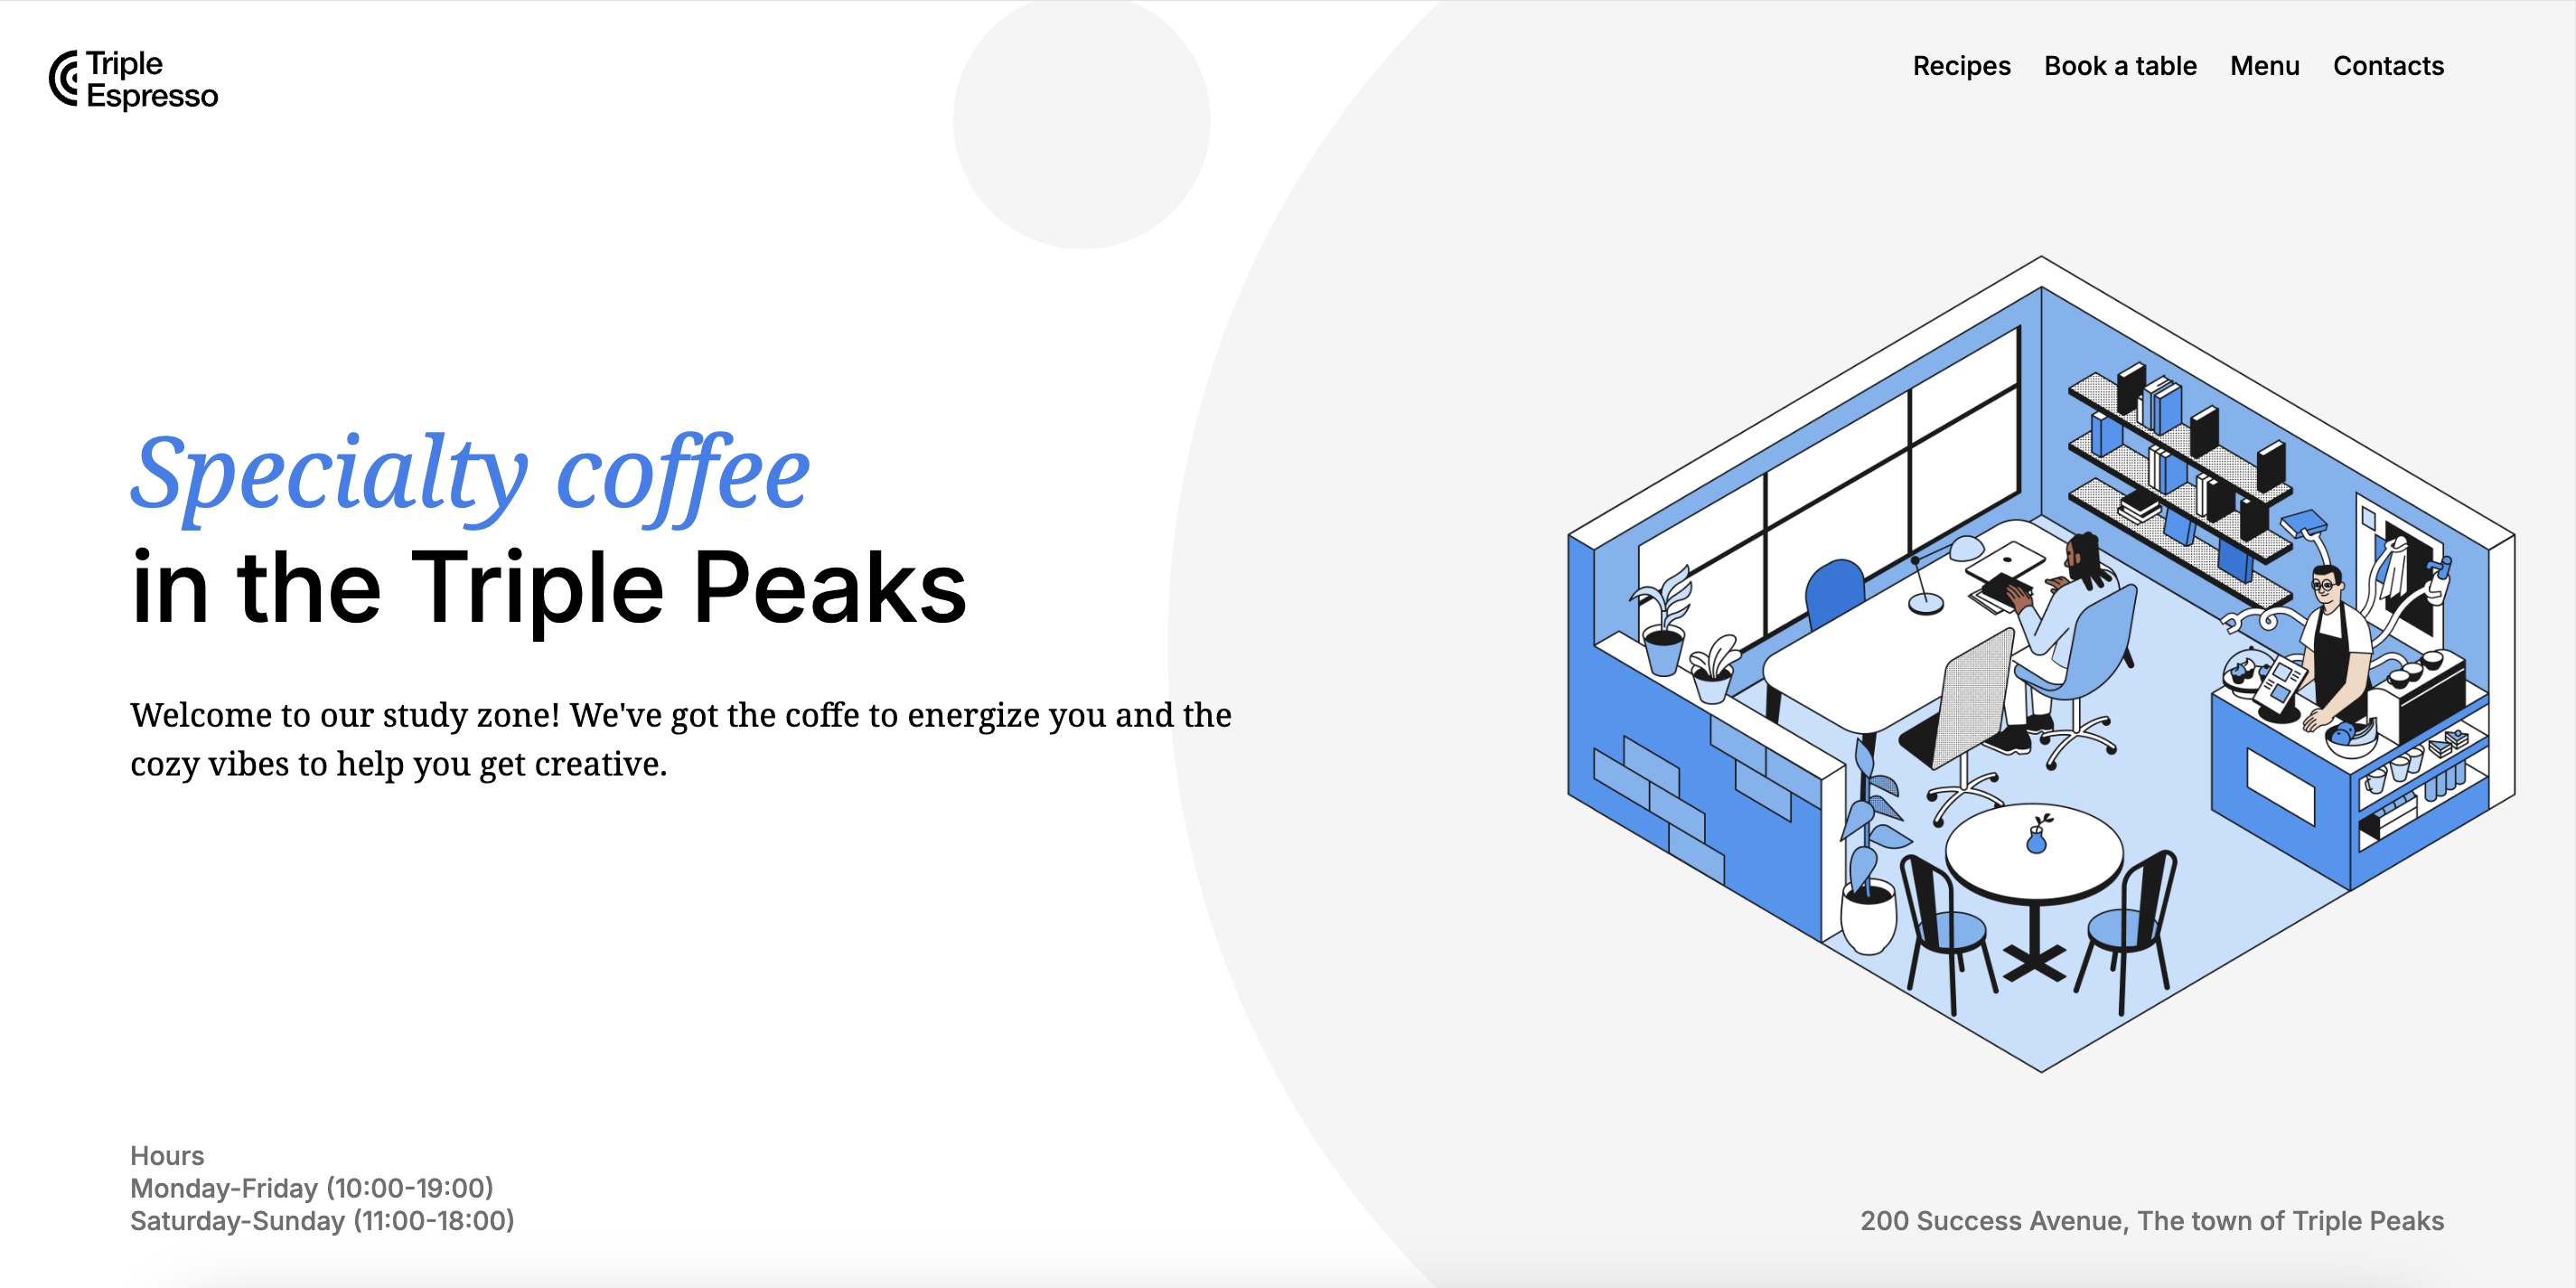 Triple
Espresso
Recipes Book a table Menu Contacts
Specialty coffee
in the Triple Peaks
Welcome to our study zone! We've got the coffe to energize you and the
cozy vibes to help you get creative.
Hours
Monday-Friday (10:00-19:00)
Saturday-Sunday (11:00-18:00)
200 Success Avenue, The town of Triple Peaks